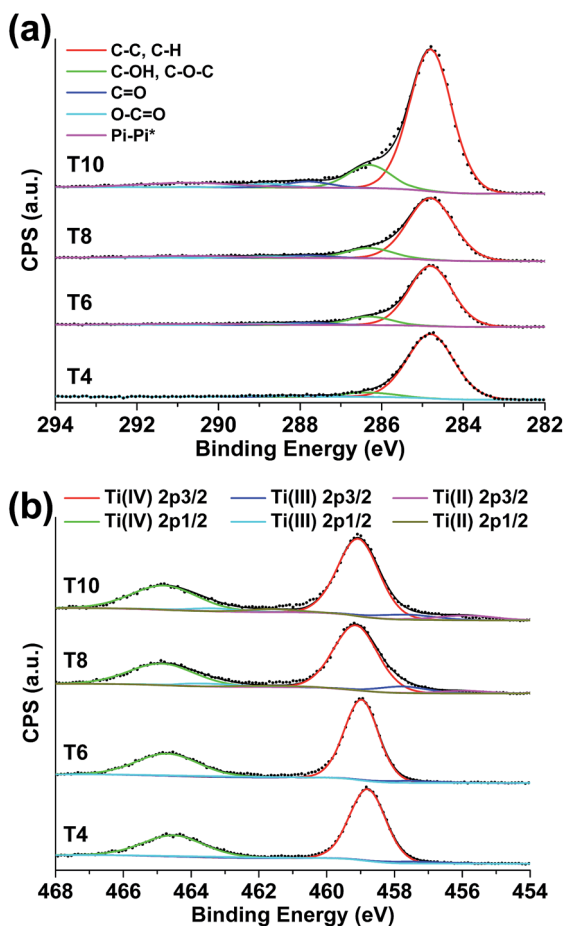 (a)
C-C, C-H
C-OH, C-O-C
C=O
O-C=O
Pi-Pi*
T10
T8
T6
T4
CPS (a.u.)
294 292 290 288 286 284 282
Binding Energy (eV)
(b)
Ti(IV) 2p3/2 Ti(III) 2p3/2 Ti(II) 2p3/2
Ti(IV) 2p1/2 Ti(III) 2p1/2 Ti(II) 2p1/2
T10
T8
T6
T4
CPS (a.u.)
468 466 464 462 460 458 456 454
Binding Energy (eV)